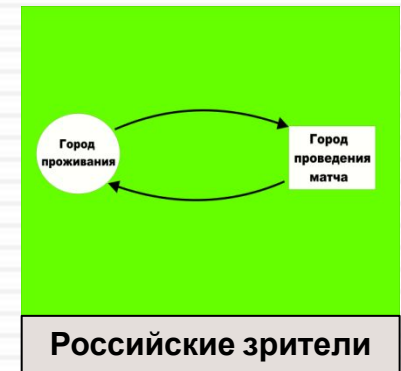 Город
проживания
Город
проведения
матча
Российские зрители